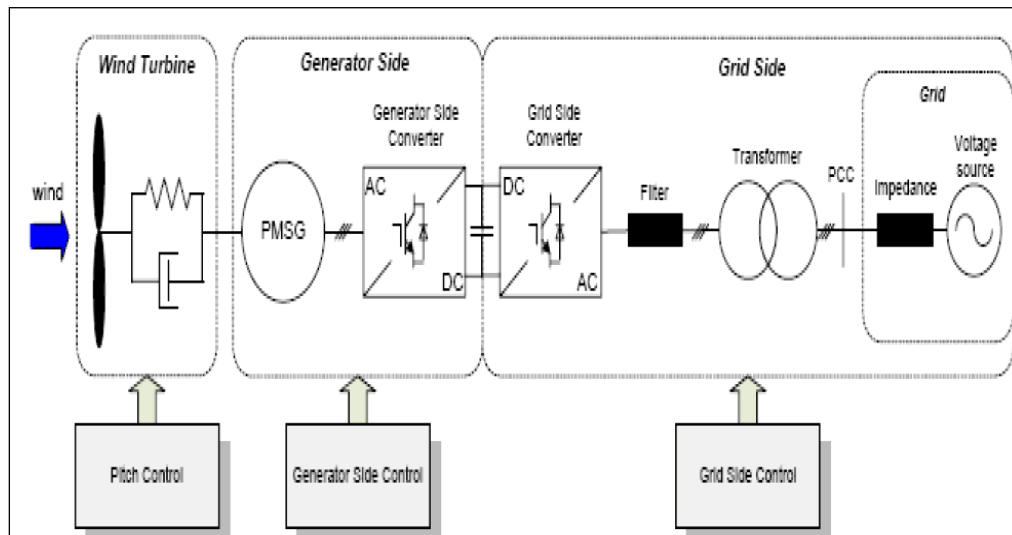 Wind Turbine
Generator Side
Grid Side
Grid
Generator Side
Converter
Grid Side
Converter
Transformer
PCC
Impedance
Voltage
source
wind
AC
DC
Filter
PMSG
DC
AC
Pitch Control
Generator Side Control
Grid Side Control